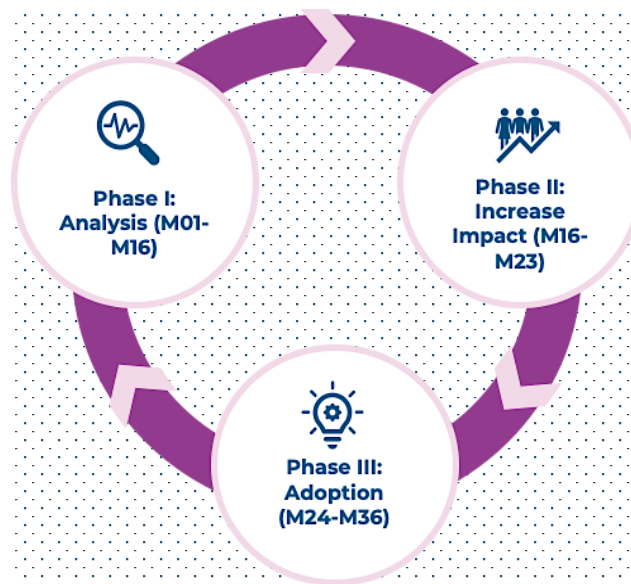 Phase I:
Analysis (M01-
M16)
Phase II:
Increase
Impact (M16-
M23)
Phase III:
Adoption
(M24-M36)